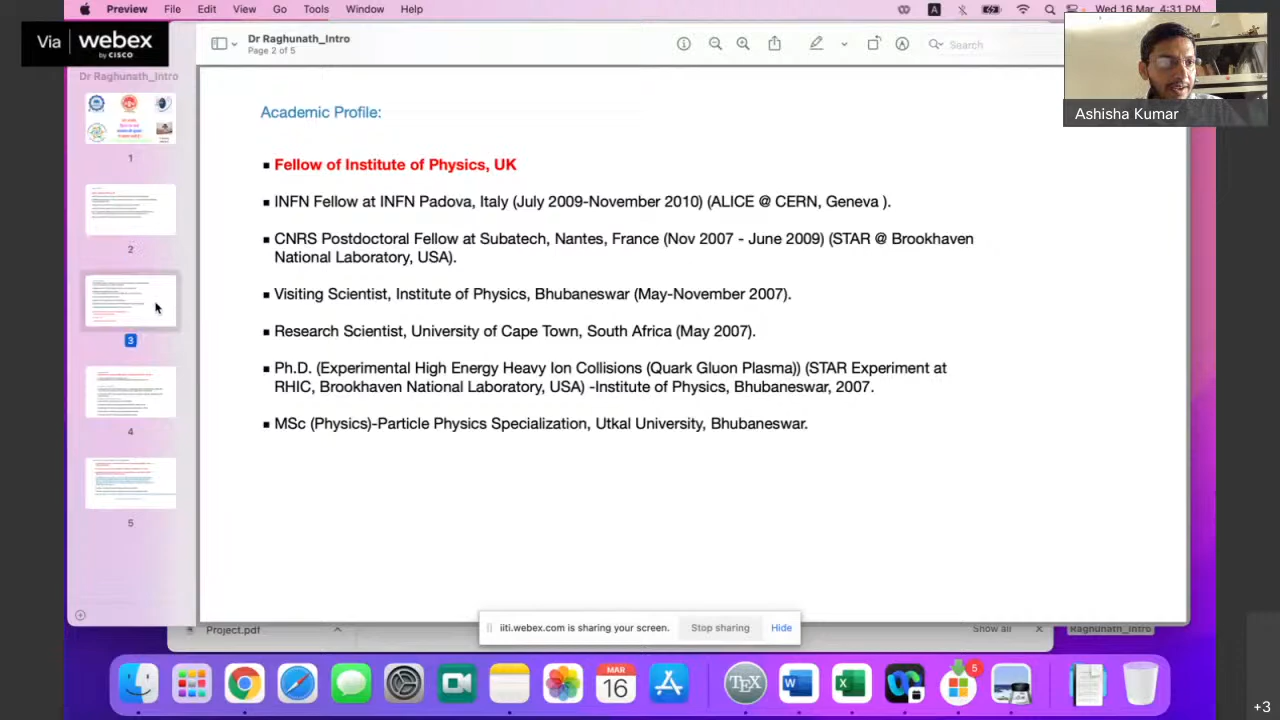 Preview File Edit View Go Tools Window Help
A
Wed 16 Mar 4:31 PM
Via webex
by CISCO
Dr Raghunath_Intro
Page 2 of 5
Search
Dr Raghunath_Intro
1
2
3
4
5
Ashisha Kumar
Academic Profile:
▪ Fellow of Institute of Physics, UK
▪ INFN Fellow at INFN Padova, Italy (July 2009-November 2010) (ALICE @ CERN, Geneva ).
▪ CNRS Postdoctoral Fellow at Subatech, Nantes, France (Nov 2007 - June 2009) (STAR @ Brookhaven
National Laboratory, USA).
▪ Visiting Scientist, Institute of Physics, Bhubaneswar (May-November 2007).
▪ Research Scientist, University of Cape Town, South Africa (May 2007).
▪ Ph.D. (Experimental High Energy Heavy Ion Collisions (Quark Gluon Plasma)) (STAR Experiment at
RHIC, Brookhaven National Laboratory, USA) -Institute of Physics, Bhubaneswar, 2007.
▪ MSc (Physics)-Particle Physics Specialization, Utkal University, Bhubaneswar.
iiti.webex.com is sharing your screen. Stop sharing Hide
Project.pdf
Show all
Raghunath_Intro
MAR
16
TEX
W
X
5
+3